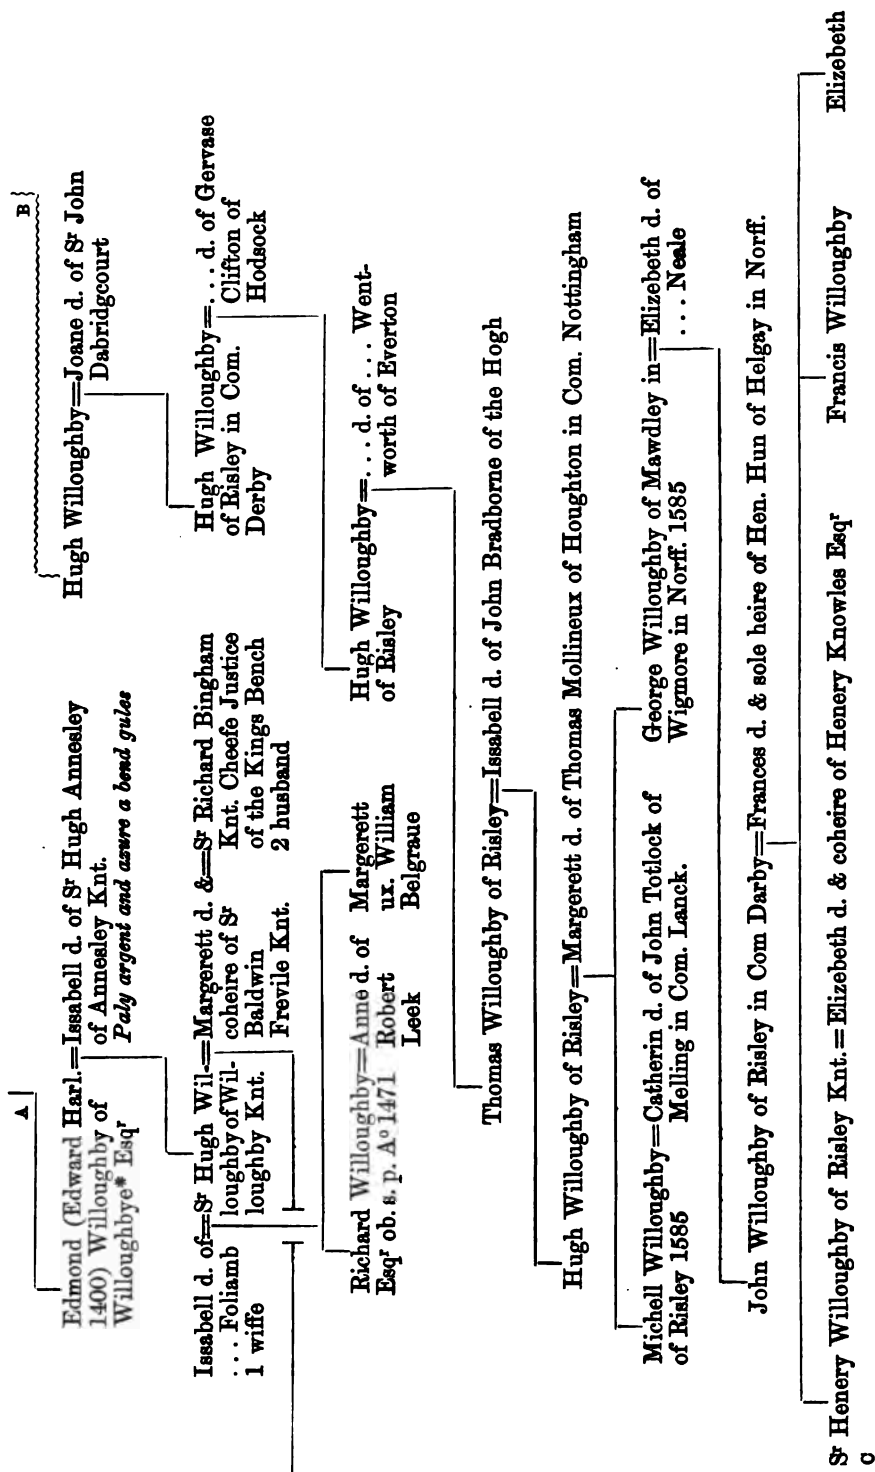 A
B
Edmond (Edward Harl.=Issabell d. of Sr Hugh Annesley
1400) Willoughby of
of Annesley Knt.
Willoughbye* Esqr
Paly argent and azure a bend gules
Hugh Willoughby=Joane d. of Sr John
Dabridgcourt
Issabell d. of=Sr Hugh Wil-=Margerett d. &=Sr Richard Bingham
... Foliamb
loughby of Wil-
coheire of Sr
Knt. Cheefe Justice
1 wiffe
loughby Knt.
Baldwin
of the Kings Bench
Frevile Knt.
2 husband
Hugh Willoughby=... d. of Gervase
of Risley in Com.
Clifton of
Derby
Hodsock
Richard Willoughby=Anne d. of
Esqr ob. s. p. Ao 1471
Robert
Leek
Margerett
ux. William
Belgraue
Hugh Willoughby=... d. of .... Went-
of Risley
worth of Everton
Thomas Willoughby of Risley=Issabell d. of John Bradborne of the Hogh
Hugh Willoughby of Risley=Margerett d. of Thomas Mollineux of Houghton in Com. Nottingham
Michell Willoughby=Catherin d. of John Totlock of
of Risley 1585
Melling in Com. Lanck.
George Willoughby of Mawdley in=Elizebeth d. of
Wigmore in Norff. 1585
... Neale
John Willoughby of Risley in Com Darby=Frances d. & sole heire of Hen. Hun of Helgay in Norf.
Sr Henery Willoughby of Risley Knt.=Elizebeth d. & coheire of Henery Knowles Esqr
C
Francis Willoughby
Elizebeth